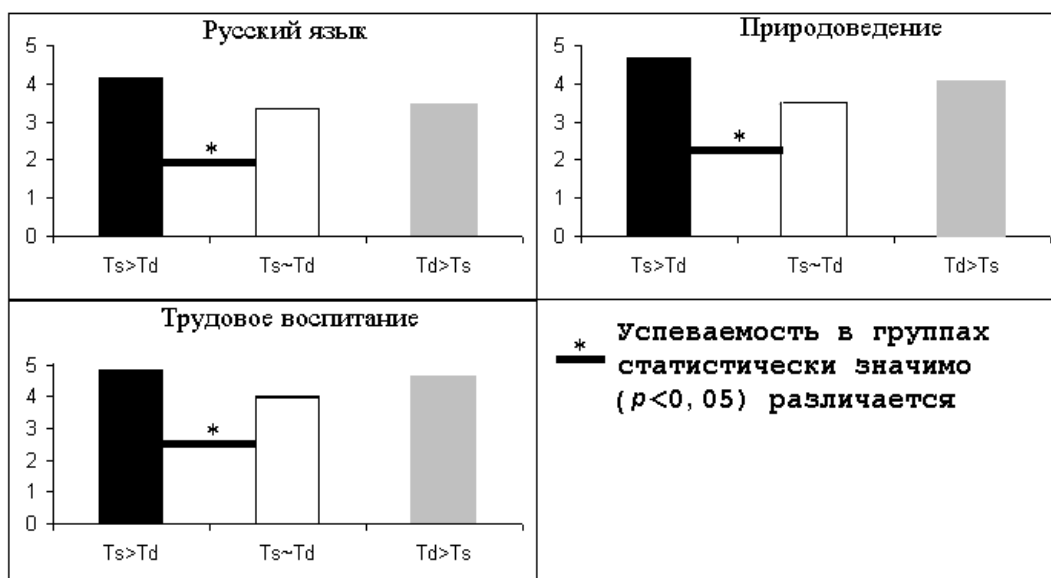 Русский язык
5
4
3
2
1
0
*
Ts>Td
Ts~Td
Td>Ts
Природоведение
5
4
3
2
1
0
*
Ts>Td
Ts~Td
Td>Ts
Трудовое воспитание
5
4
3
2
1
0
*
Ts>Td
Ts~Td
Td>Ts
* Успеваемость в группах
статистически значимо
(p<0,05) различается